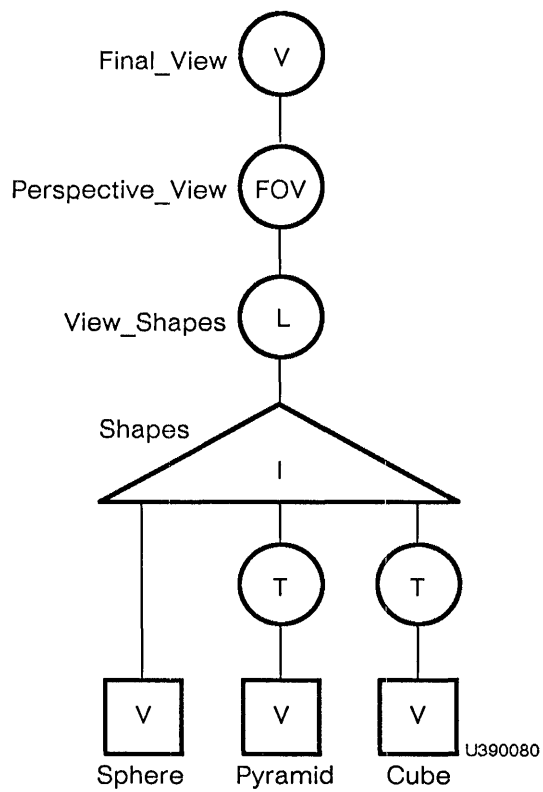 Final_View
V
Perspective_View
FOV
View_Shapes
L
Shapes
I
T
T
V
V
V
U390080
Sphere
Pyramid
Cube